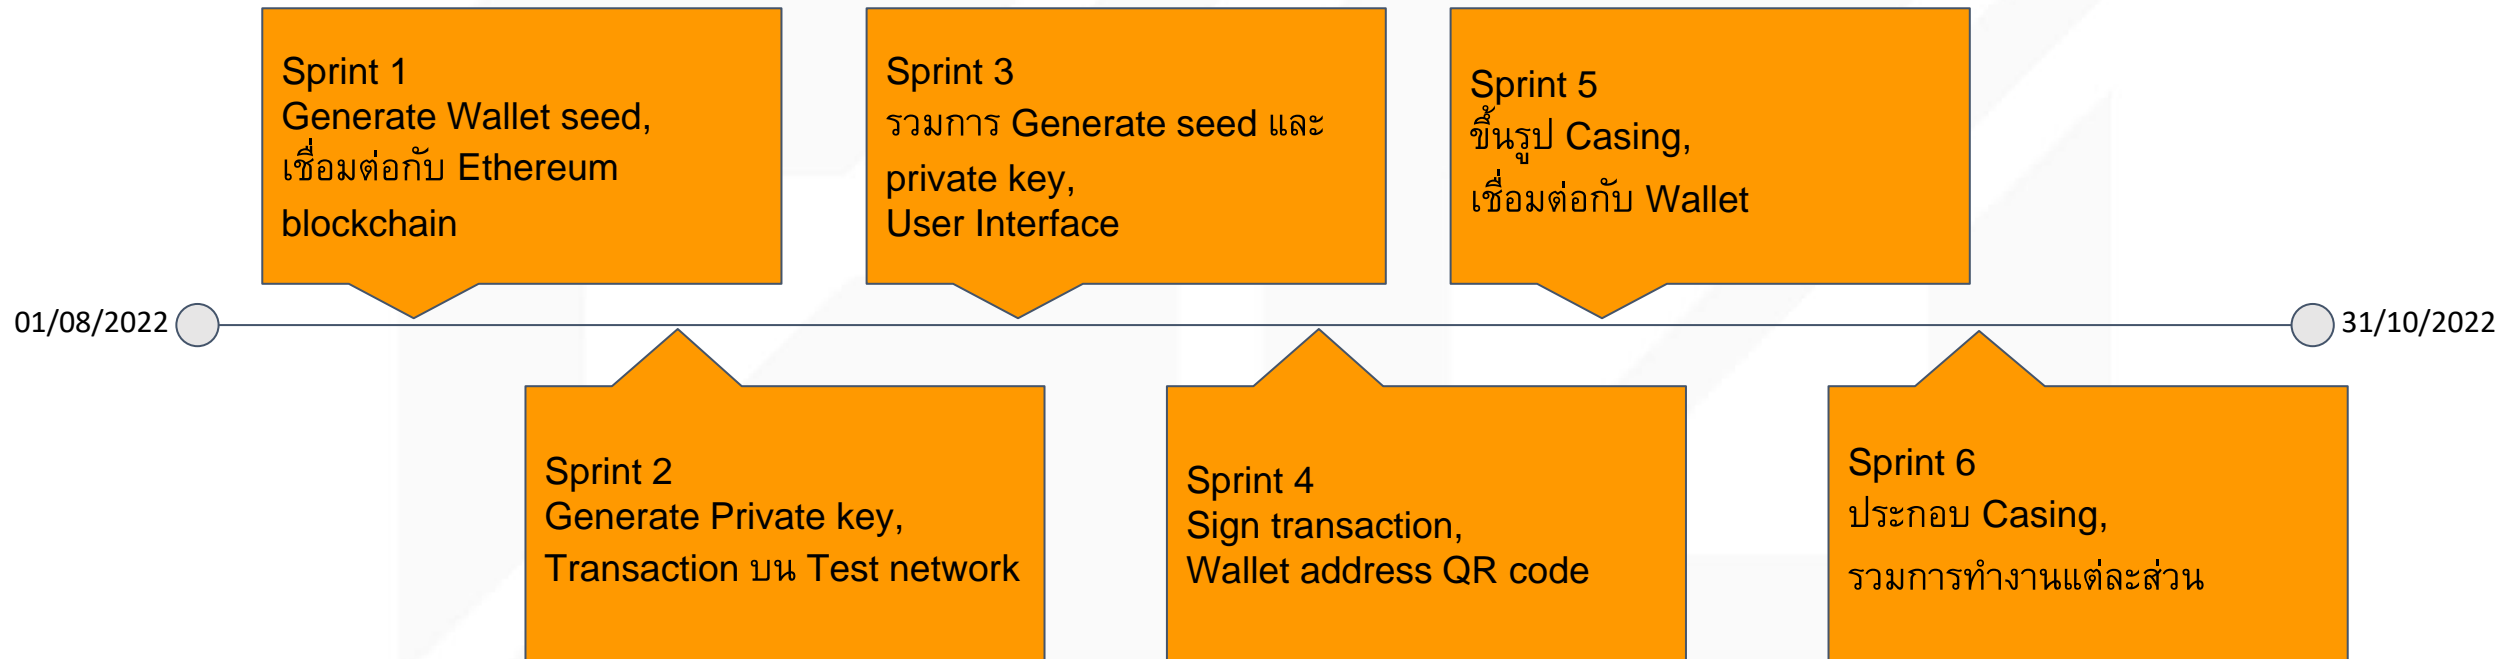 01/08/2022
Sprint 1
Generate Wallet seed,
เชื่อมต่อกับ Ethereum
blockchain
Sprint 2
Generate Private key,
Transaction บน Test network
Sprint 3
รวมการ Generate seed และ
private key,
User Interface
Sprint 4
Sign transaction,
Wallet address QR code
Sprint 5
ขึ้นรูป Casing,
เชื่อมต่อกับ Wallet
Sprint 6
ประกอบ Casing,
รวมการทำงานแต่ละส่วน
31/10/2022